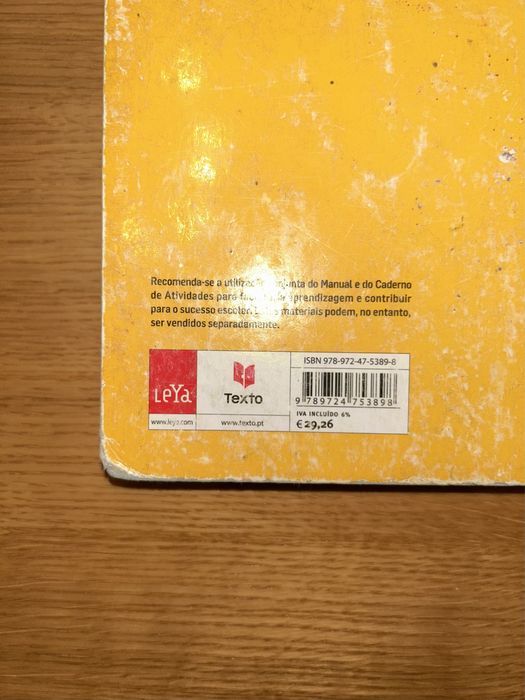 Recomenda-se a utilização conjunta do Manual e do Caderno
de Atividades para a aprendizagem e contribuir
para o sucesso escolar. materiais podem, no entanto,
ser vendidos separadamente.
ISBN 978-972-47-5389-8
LEYA
TEXTO
9 789724 753898
IVA INCLUÍDO 6%
€29,26
www.leya.com
www.texto.pt